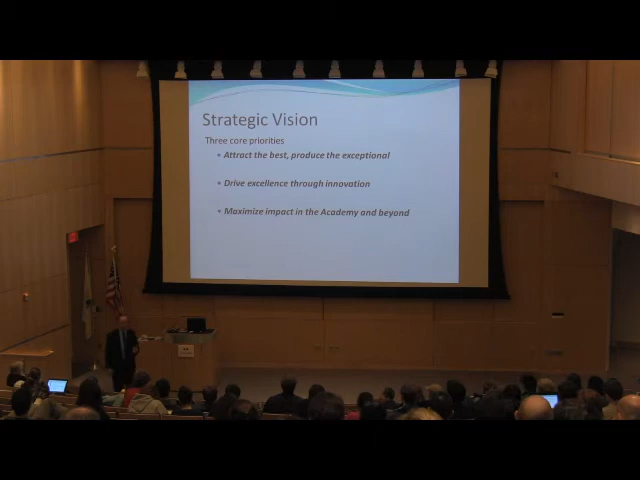 Strategic Vision
Three core priorities
• Attract the best, produce the exceptional
• Drive excellence through innovation
• Maximize impact in the Academy and beyond